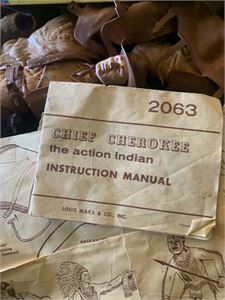 2063
CHIEF CHEROKEE
the action Indian
INSTRUCTION MANUAL
LOUIS MARX & CO., INC.